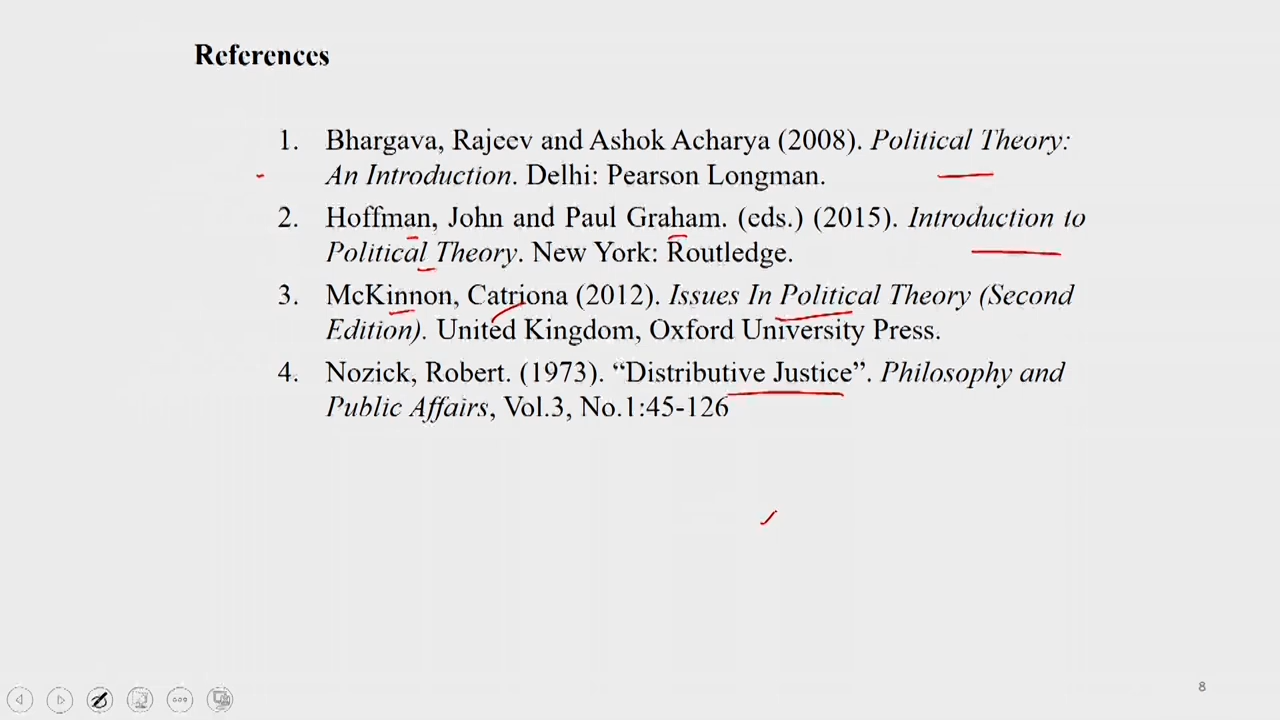 References
1. Bhargava, Rajeev and Ashok Acharya (2008). Political Theory:
An Introduction. Delhi: Pearson Longman.
2. Hoffman, John and Paul Graham. (eds.) (2015). Introduction to
Political Theory. New York: Routledge.
3. McKinnon, Catriona (2012). Issues In Political Theory (Second
Edition). United Kingdom, Oxford University Press.
4. Nozick, Robert. (1973). “Distributive Justice”. Philosophy and
Public Affairs, Vol.3, No.1:45-126
8